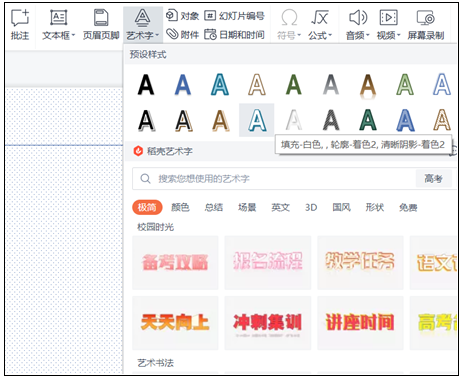 批注 文本框 页眉页脚 艺术字 对象 幻灯片编号 符号 公式 音频 视频 屏幕录制
附件 日期和时间
预设样式
A A A A A A A A A
A A A A A A A A A
填充-白色, , 轮廓-着色2, 清晰阴影-着色2
稻壳艺术字
搜索您想使用的艺术字 高考
极简 颜色 总结 场景 英文 3D 国风 形状 免费
校园时光
备考攻略 报名流程 教学任务 语文
天天向上 冲刺集训 讲座时间 高考
艺术书法